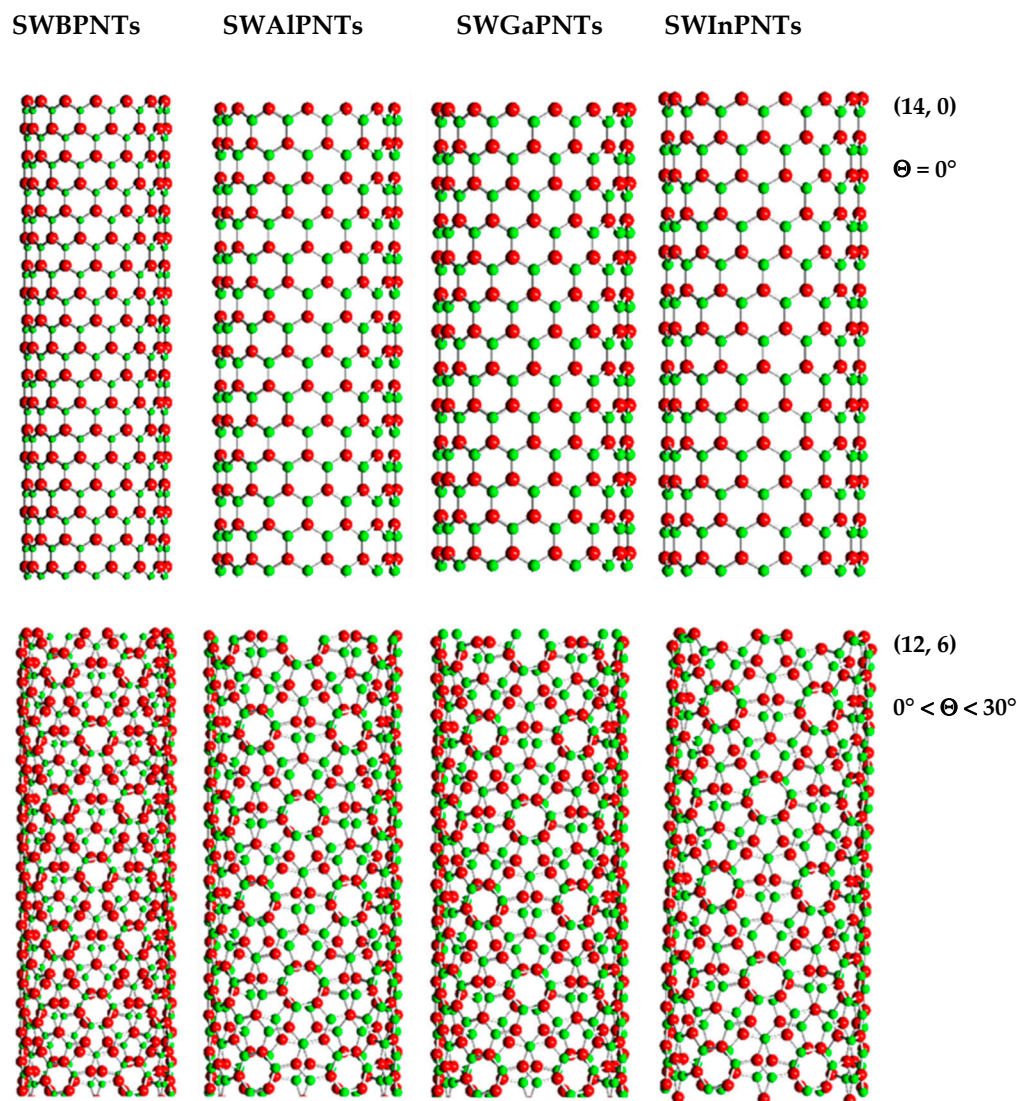 SWBPNTs SWAlPNTs SWGaPNTs SWInPNTs
(14, 0)
Θ = 0°
(12, 6)
0° < Θ < 30°